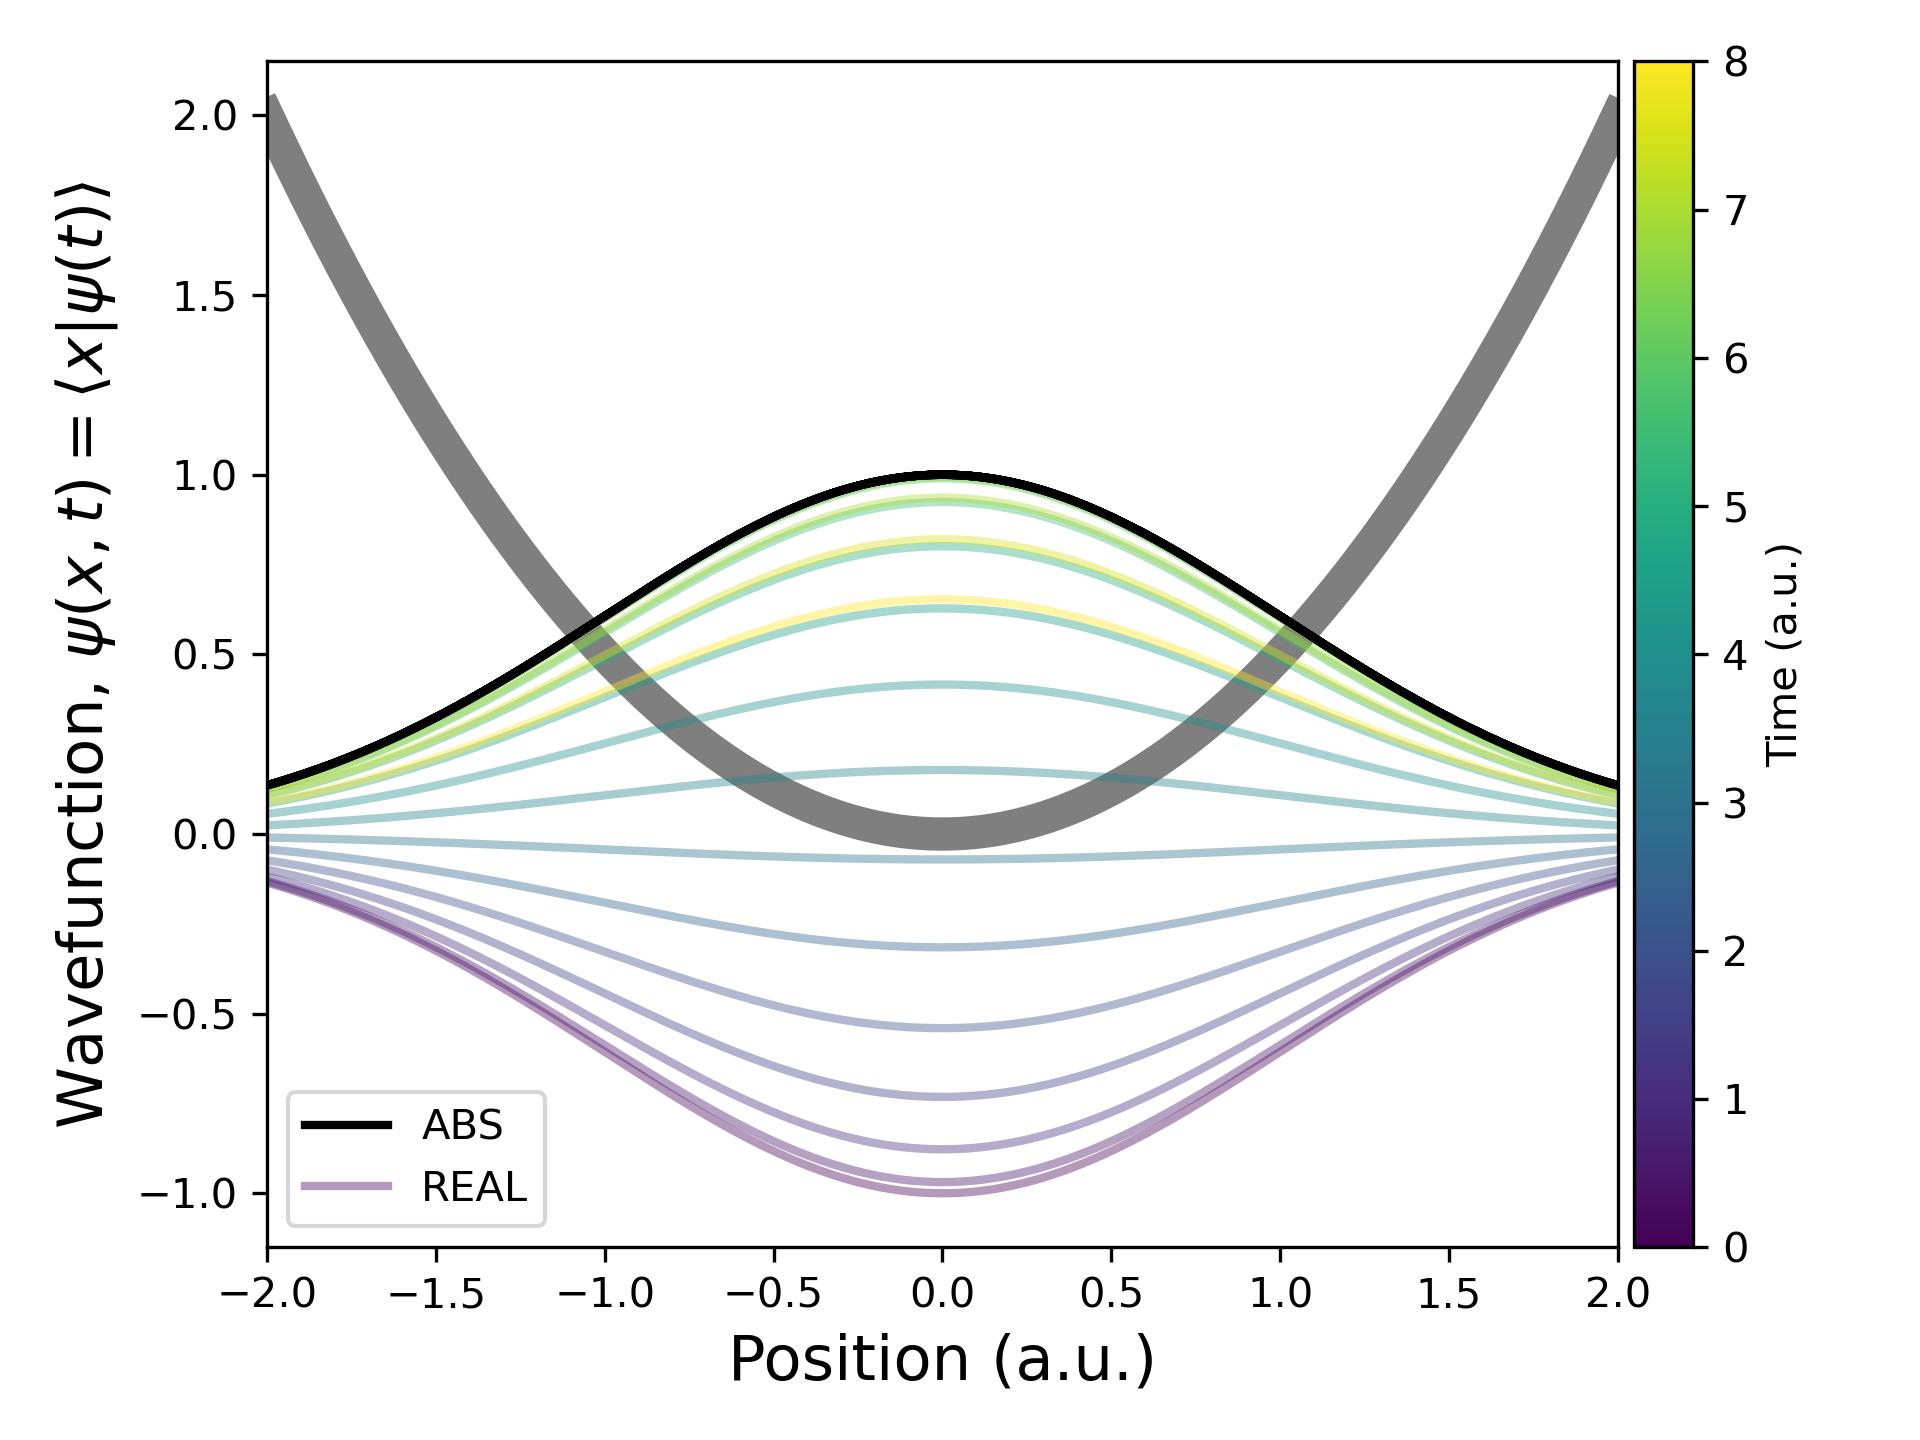 Wavefunction, ψ(x, t) = ⟨x|ψ(t)⟩
2.0
1.5
1.0
0.5
0.0
−0.5
−1.0
ABS
REAL
−2.0 −1.5 −1.0 −0.5 0.0 0.5 1.0 1.5 2.0
Position (a.u.)
8
7
6
5
4
3
2
1
0
Time (a.u.)